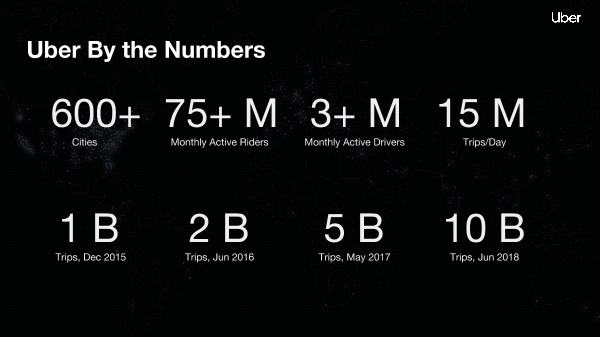 Uber
Uber By the Numbers
600+ 75+ M 3+ M 15 M
Cities Monthly Active Riders Monthly Active Drivers Trips/Day
1 B 2 B 5 B 10 B
Trips, Dec 2015 Trips, Jun 2016 Trips, May 2017 Trips, Jun 2018